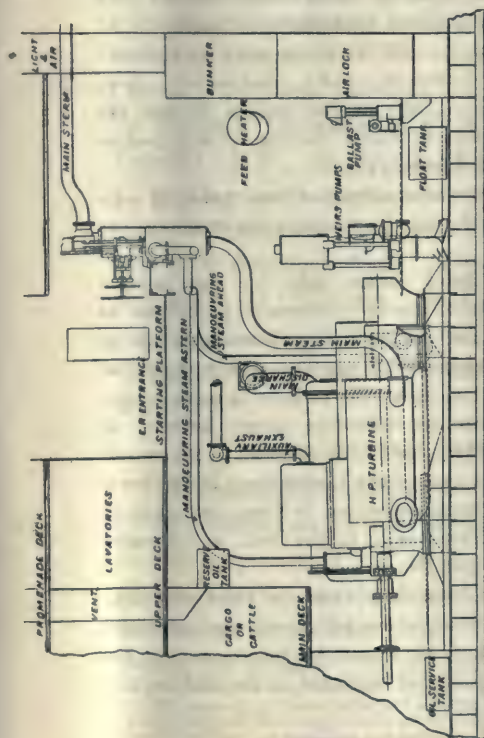 PROMENADE DECK
LIGHT
&
AIR
MAIN STEAM
LAVATORIES
VENT.
E.R ENTRANCE
STARTING PLATFORM
UPPER DECK
BUNKER
MANOEUVRING STEAM ASTERN
MANOEUVRING
STEAM AHEAD
FEED HEATER
RESERVE
OIL
TANK
CARGO
OR
CATTLE
AUXILIARY
EXHAUST
MAIN
DISCHARGE
MAIN STEAM
WEIRS PUMPS
AIR LOCK
BALLAST
PUMP
MAIN DECK
H P. TURBINE
FLOAT TANK
OIL SERVICE
TANK